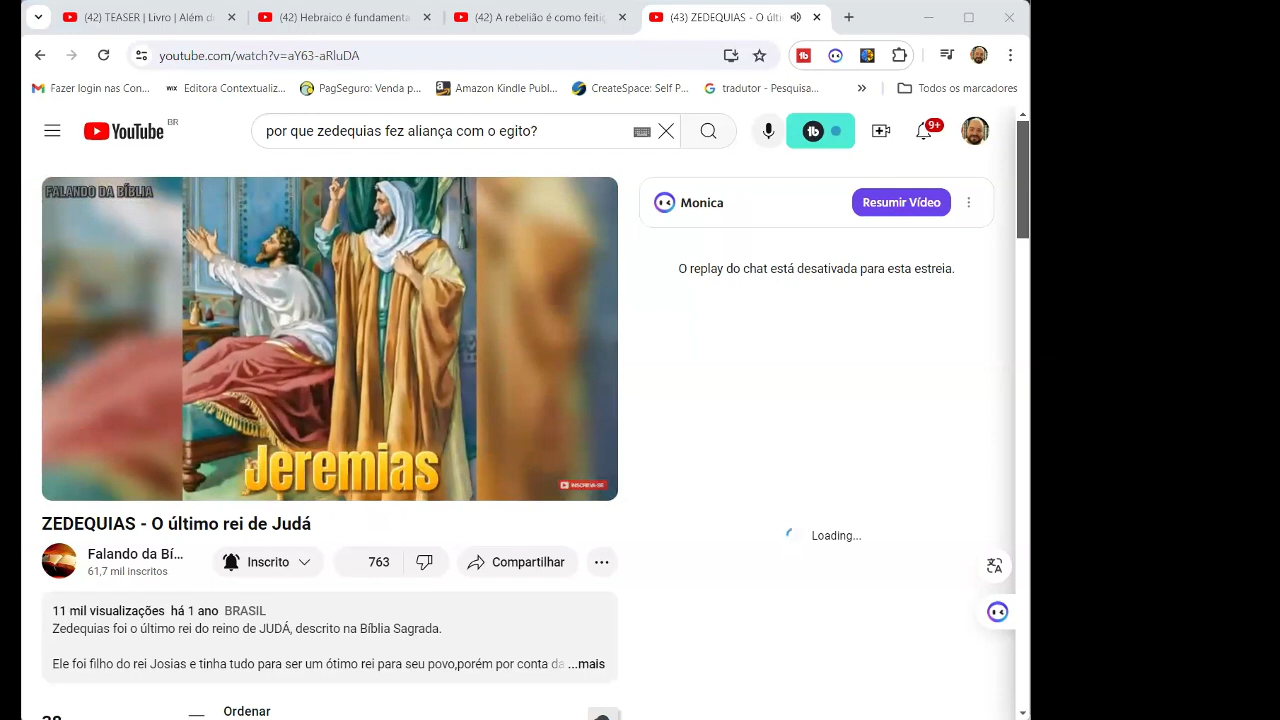 (42) TEASER | Livro | Além d
(42) Hebraico é fundamenta
(42) A rebelião é como feitiç
(43) ZEDEQUIAS - O últi
youtube.com/watch?v=aY63-aRluDA
Fazer login nas Con...
Editora Contextualiz...
PagSeguro: Venda p...
Amazon Kindle Publ...
CreateSpace: Self P...
tradutor - Pesquisa...
Todos os marcadores
YouTube BR
por que zedequias fez aliança com o egito?
9+
FALANDO DA BÍBLIA
Jeremias
INSCREVA-SE
Monica
Resumir Vídeo
O replay do chat está desativada para esta estreia.
Loading...
ZEDEQUIAS - O último rei de Judá
Falando da Bí...
61,7 mil inscritos
Inscrito
763
Compartilhar
11 mil visualizações há 1 ano BRASIL
Zedequias foi o último rei do reino de JUDA
crito na Bíblia Sagrada.
Ele foi filho do rei Josias e tinha tudo para ser um ótimo rei para seu povo,porém por conta da ...mais
Ordenar